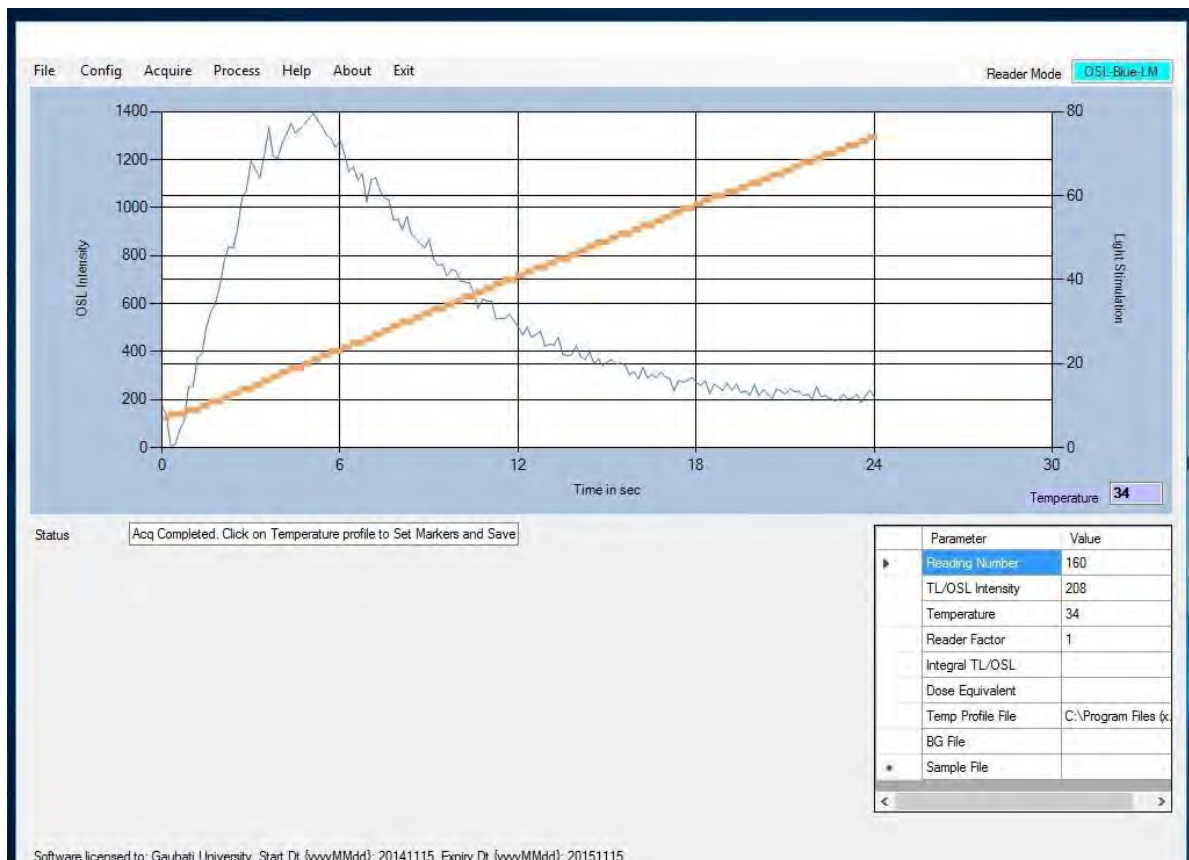 File Config Acquire Process Help About Exit
Reader Mode OSL-Blue-LM
1400 80
1200
60
1000
800
40
600
400
20
200
0 0
OSL Intensity
Light Stimulation
0 6 12 18 24 30
Time in sec
Temperature 34
Status Acq Completed. Click on Temperature profile to Set Markers and Save
Parameter Value
Reading Number 160
TL/OSL Intensity 208
Temperature 34
Reader Factor 1
Integral TL/OSL
Dose Equivalent
Temp Profile File C:\Program Files (x.
BG File
Sample File
Software licensed to: Gauhati University, Start Dt {yyyyMMdd}: 20141115, Expiry Dt {yyyyMMdd}: 20151115